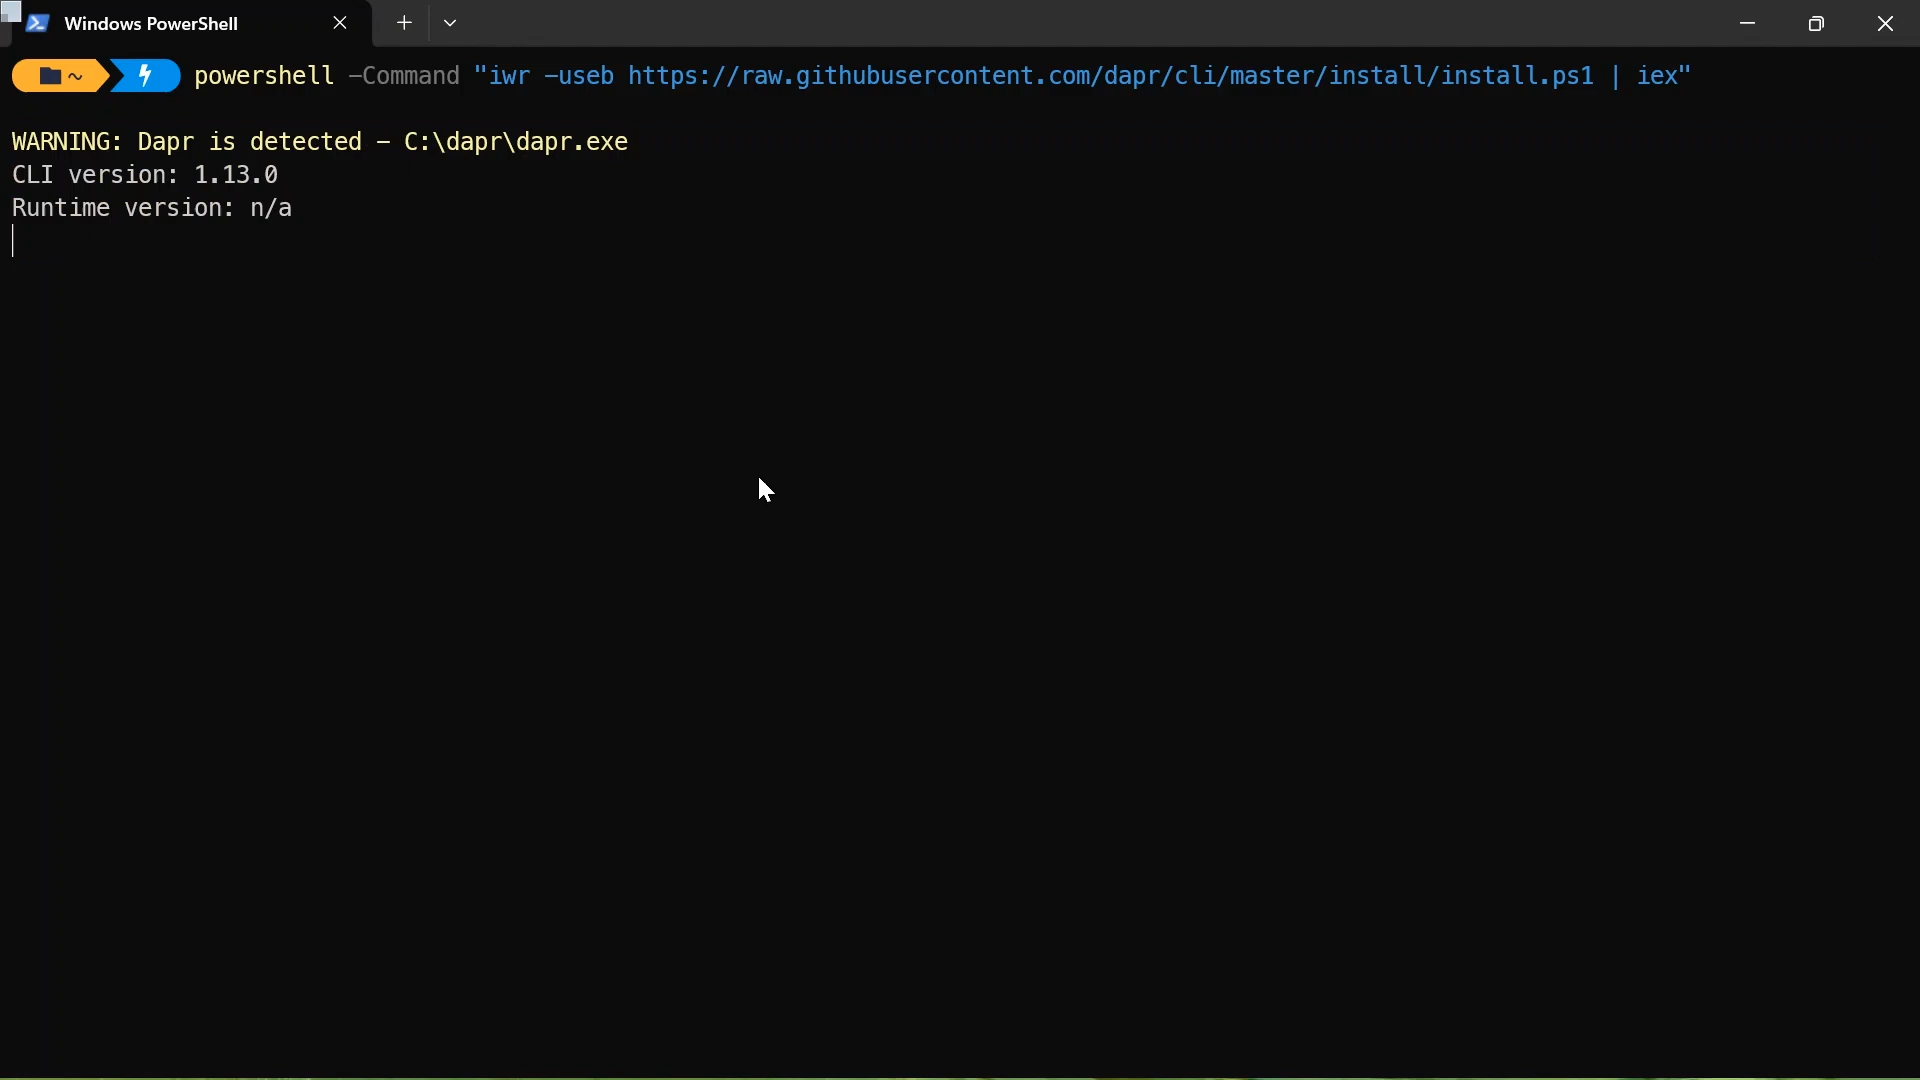 Windows PowerShell
~ powershell -Command "iwr -useb https://raw.githubusercontent.com/dapr/cli/master/install/install.ps1 | iex"
WARNING: Dapr is detected - C:\dapr\dapr.exe
CLI version: 1.13.0
Runtime version: n/a